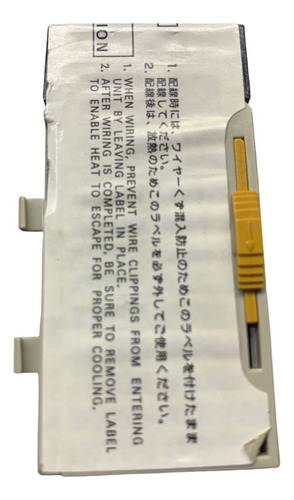 1. 配線時には、ワイヤーくず混入防止のためこのラベルを付けたまま
配線してください。
2. 配線後は、放熱のためこのラベルを必ず外してご使用ください。
1. WHEN WIRING, PREVENT WIRE CLIPPINGS FROM ENTERING
UNIT BY LEAVING LABEL IN PLACE.
2. AFTER WIRING IS COMPLETED, BE SURE TO REMOVE LABEL
TO ENABLE HEAT TO ESCAPE FOR PROPER COOLING.
ION